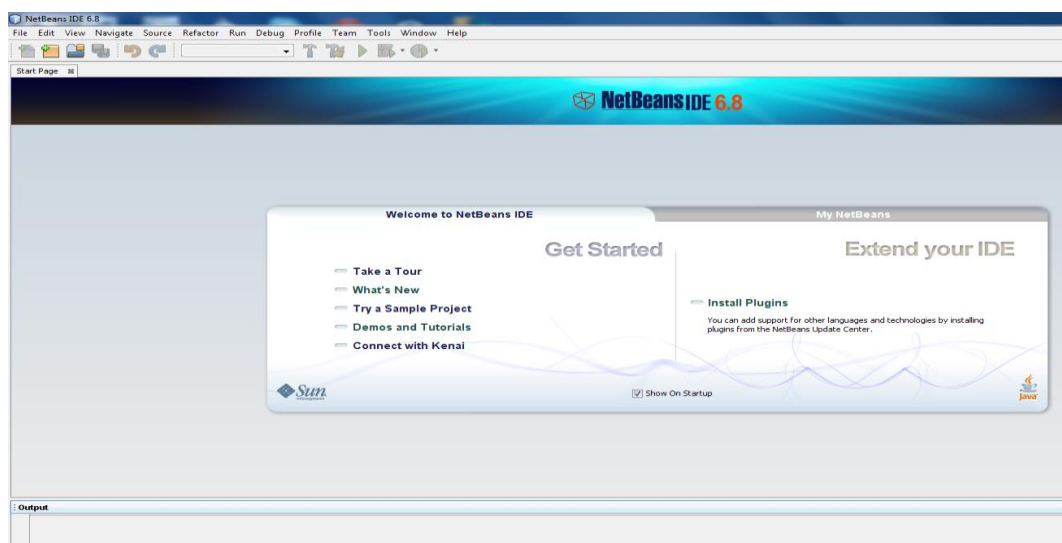 NetBeans IDE 6.8
File Edit View Navigate Source Refactor Run Debug Profile Team Tools Window Help
Start Page
NetBeans IDE 6.8
Welcome to NetBeans IDE
My NetBeans
Get Started
Extend your IDE
Take a Tour
What's New
Try a Sample Project
Demos and Tutorials
Connect with Kenai
Install Plugins
You can add support for other languages and technologies by installing
plugins from the NetBeans Update Center.
Sun
Show On Startup
Java
Output